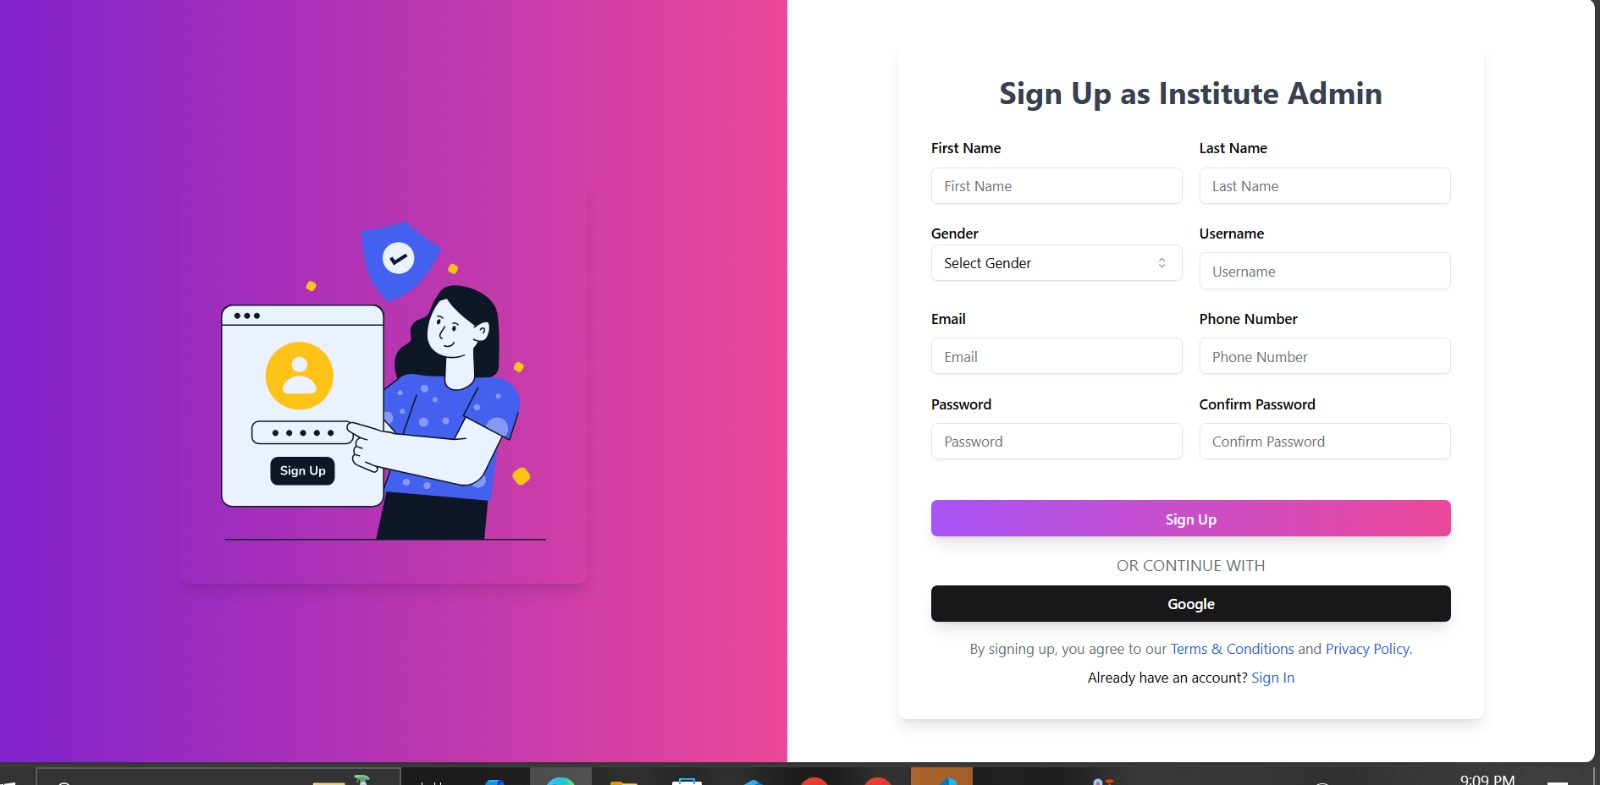 Sign Up as Institute Admin
First Name Last Name
First Name Last Name
Gender Username
Select Gender Username
Email Phone Number
Email Phone Number
Password Confirm Password
Password Confirm Password
Sign Up
Sign Up
OR CONTINUE WITH
Google
By signing up, you agree to our Terms & Conditions and Privacy Policy.
Already have an account? Sign In
9:09 PM